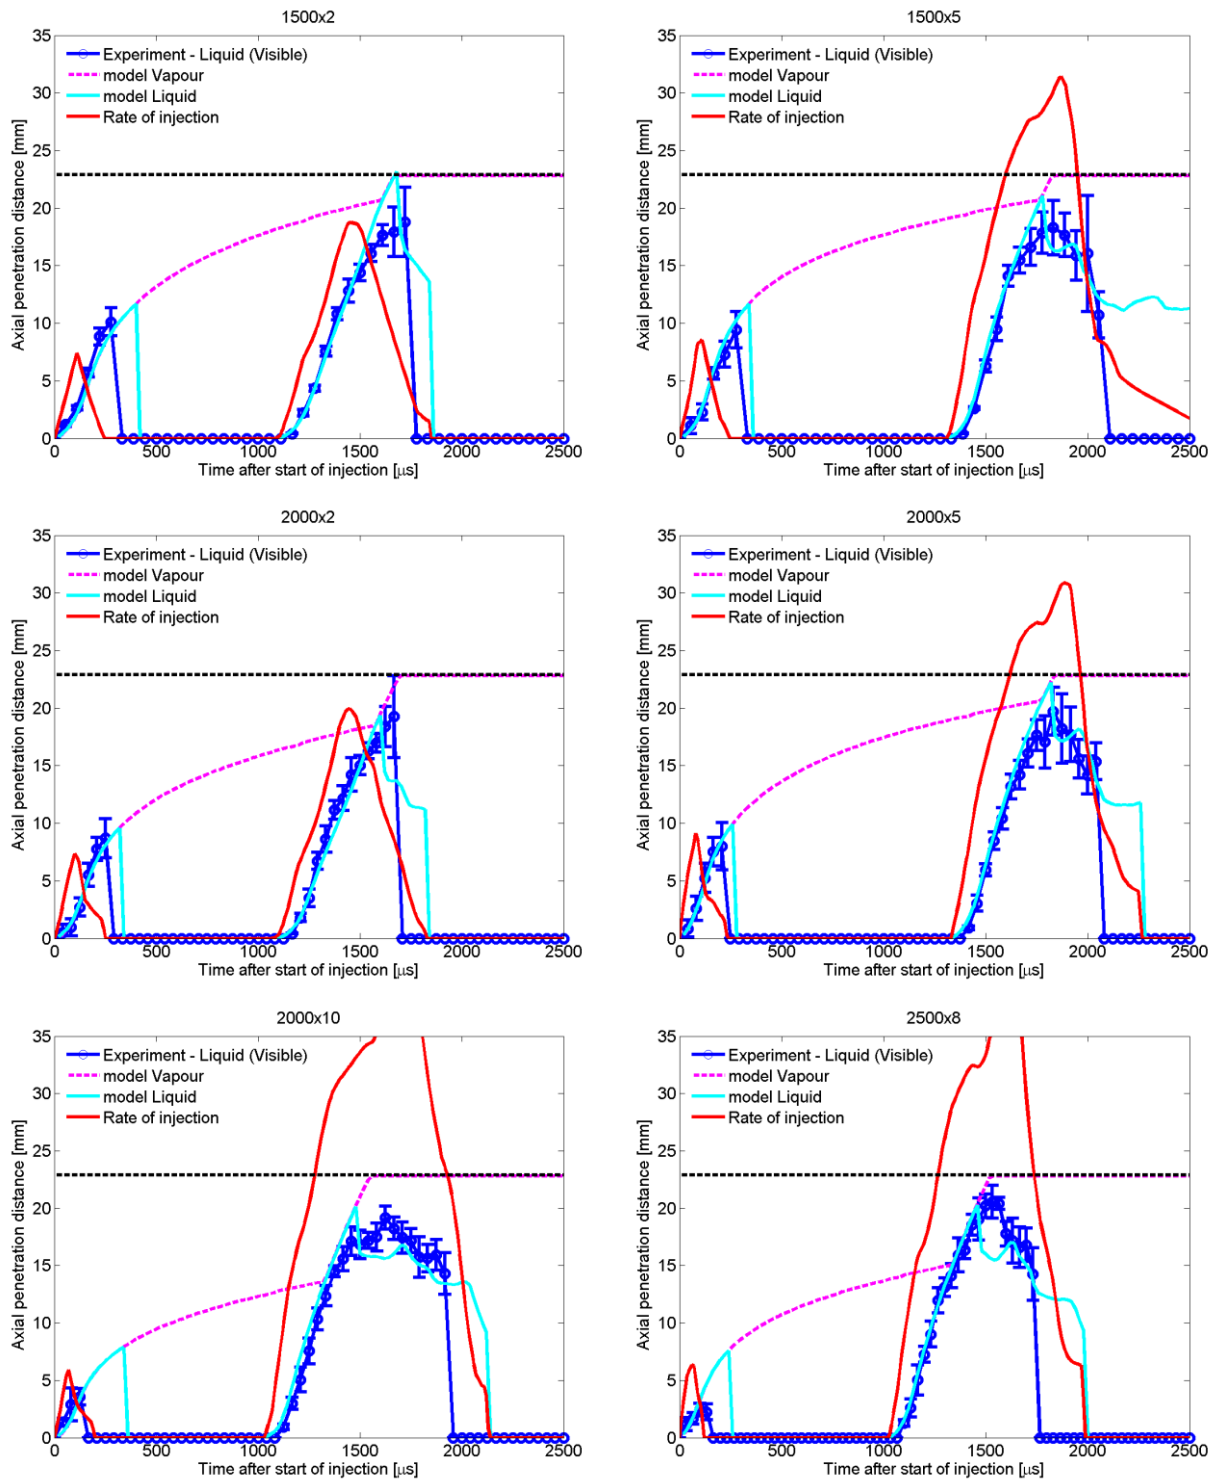 1500x2
35
30
25
20
15
10
5
0
Axial penetration distance [mm]
Experiment - Liquid (Visible)
model Vapour
model Liquid
Rate of injection
0 500 1000 1500 2000 2500
Time after start of injection [μs]
1500x5
35
30
25
20
15
10
5
0
Axial penetration distance [mm]
Experiment - Liquid (Visible)
model Vapour
model Liquid
Rate of injection
0 500 1000 1500 2000 2500
Time after start of injection [μs]
2000x2
35
30
25
20
15
10
5
0
Axial penetration distance [mm]
Experiment - Liquid (Visible)
model Vapour
model Liquid
Rate of injection
0 500 1000 1500 2000 2500
Time after start of injection [μs]
2000x5
35
30
25
20
15
10
5
0
Axial penetration distance [mm]
Experiment - Liquid (Visible)
model Vapour
model Liquid
Rate of injection
0 500 1000 1500 2000 2500
Time after start of injection [μs]
2000x10
35
30
25
20
15
10
5
0
Axial penetration distance [mm]
Experiment - Liquid (Visible)
model Vapour
model Liquid
Rate of injection
0 500 1000 1500 2000 2500
Time after start of injection [μs]
2500x8
35
30
25
20
15
10
5
0
Axial penetration distance [mm]
Experiment - Liquid (Visible)
model Vapour
model Liquid
Rate of injection
0 500 1000 1500 2000 2500
Time after start of injection [μs]